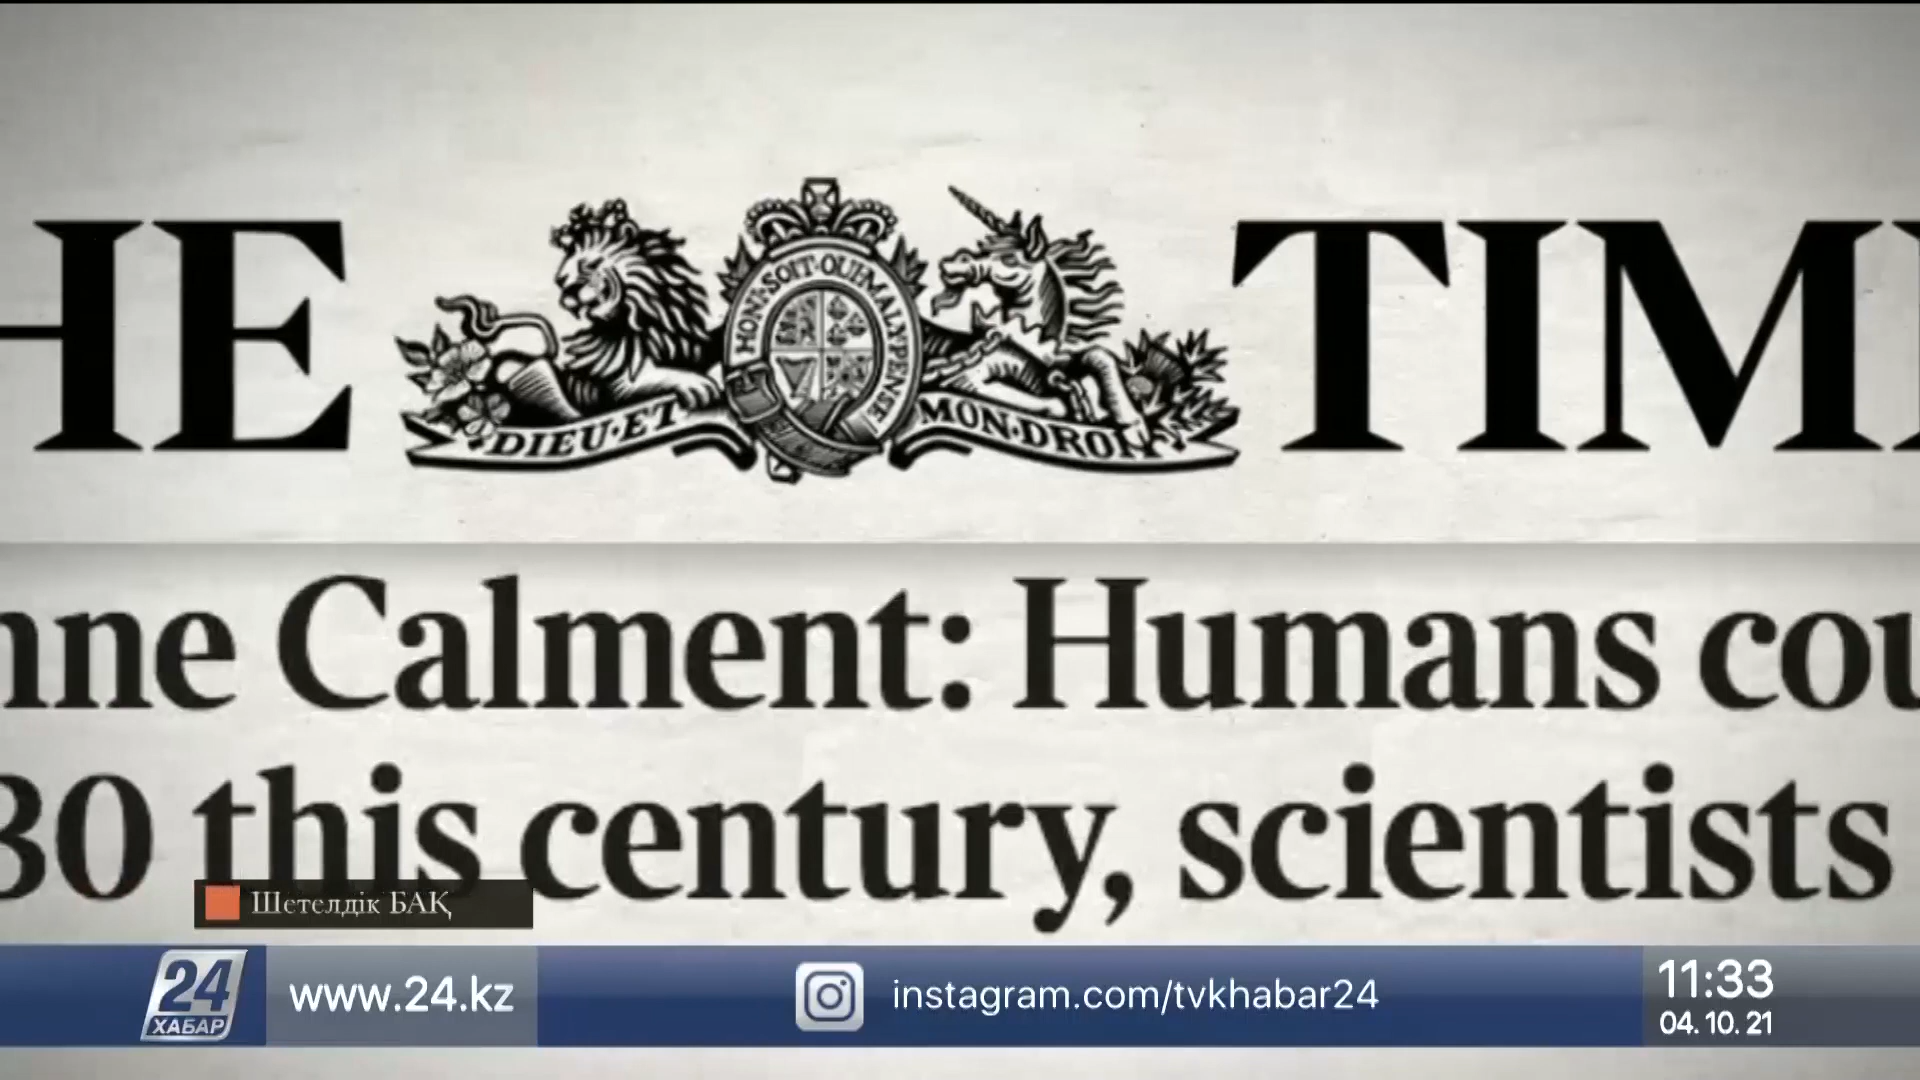 HE TIM
HONI·SOIT·QUI·MAL·Y·PENSE
DIEU·ET MON·DROIT
nne Calment: Humans cou
30 this century, scientists
Шетелдік БАҚ
24
ХАБАР
www.24.kz
instagram.com/tvkhabar24
11:33
04.10.21